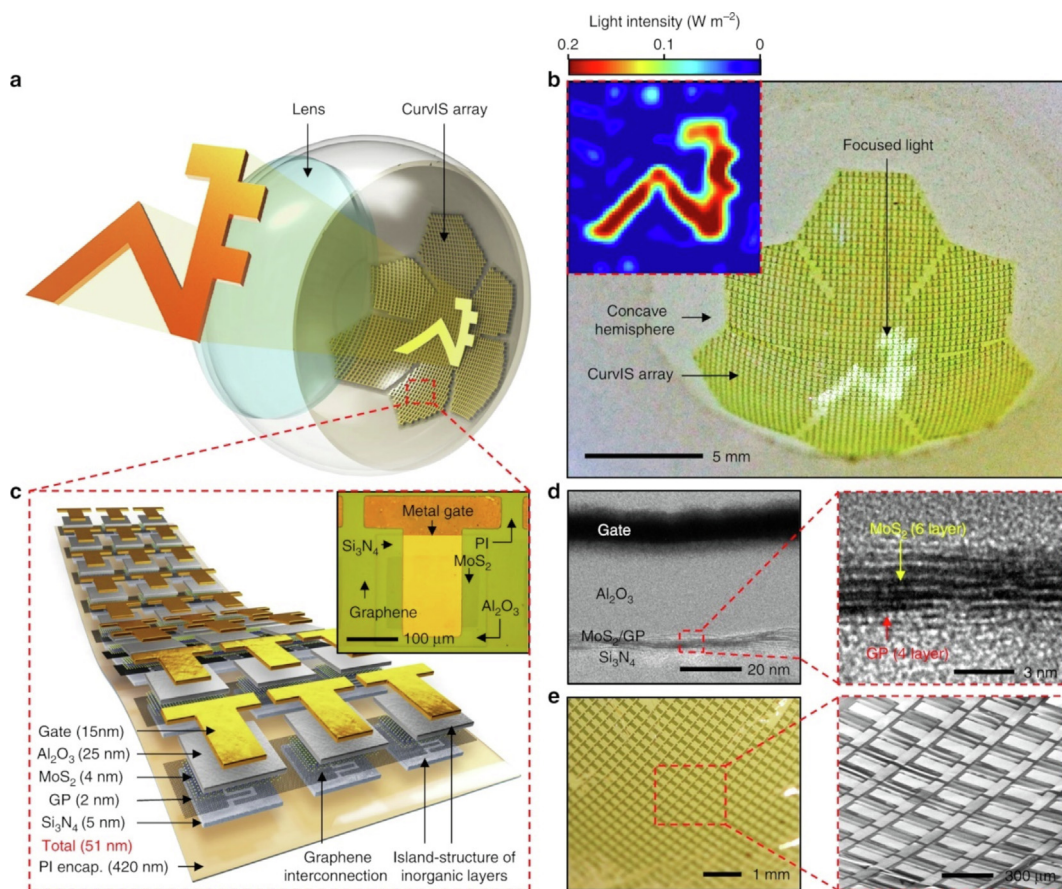 Light intensity (W m⁻²)
0.2
0.1
0
a
Lens
CurvIS array
b
Focused light
Concave
hemisphere
CurvIS array
5 mm
c
Metal gate
Si₃N₄
PI
MoS₂
Graphene
Al₂O₃
100 μm
Gate (15nm)
Al₂O₃ (25 nm)
MoS₂ (4 nm)
GP (2 nm)
Si₃N₄ (5 nm)
Total (51 nm)
PI encap. (420 nm)
Graphene
interconnection
Island-structure of
inorganic layers
d
Gate
Al₂O₃
MoS₂/GP
Si₃N₄
20 nm
MoS₂ (6 layer)
GP (4 layer)
3 nm
e
1 mm
300 μm